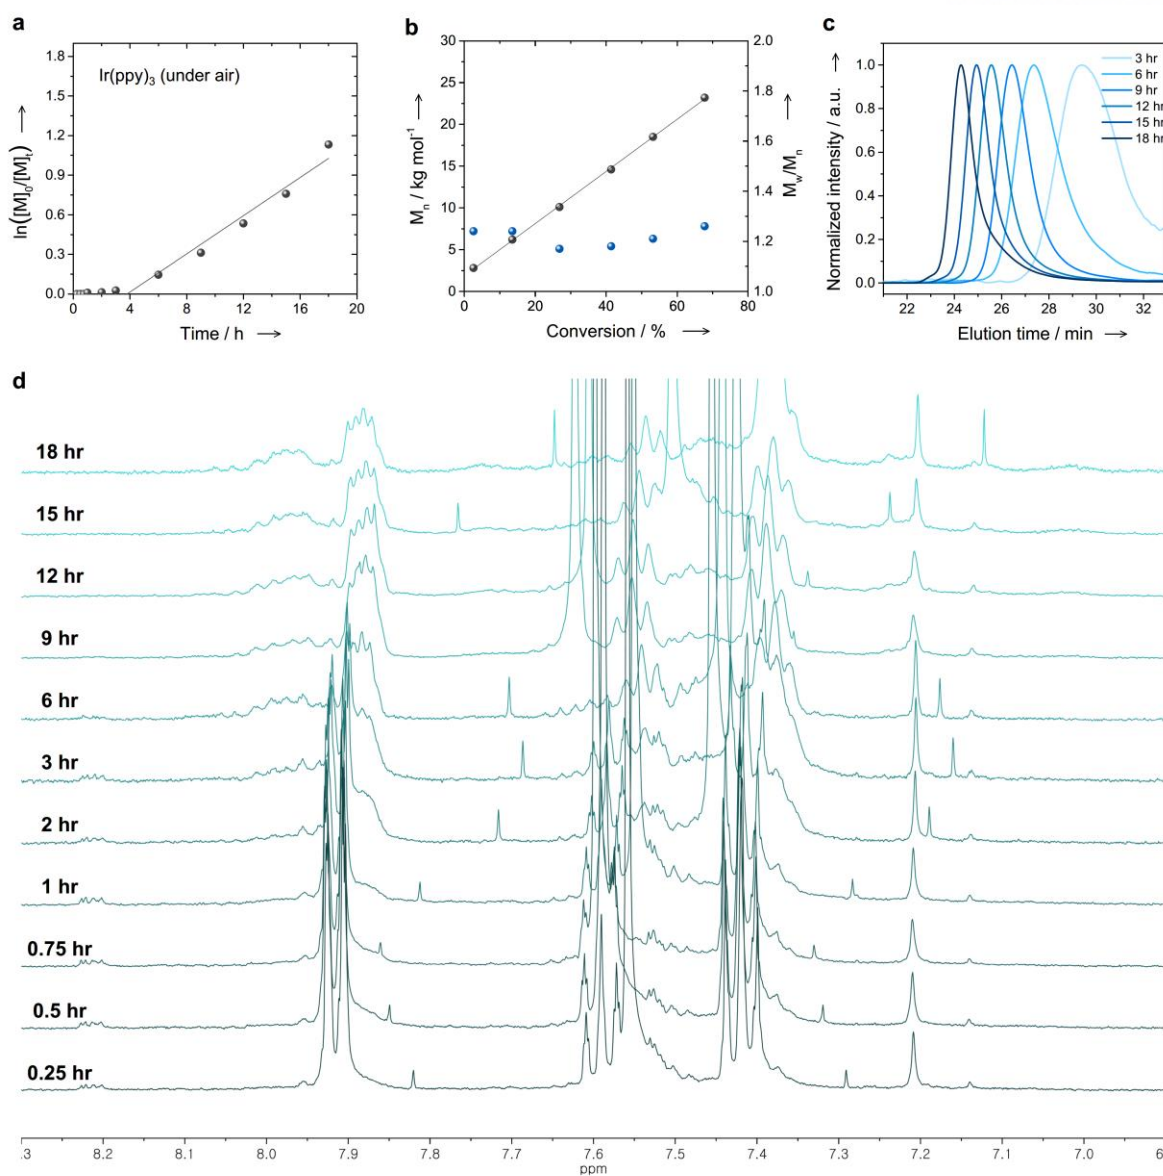 a
1.8
1.5
1.2
0.9
0.6
0.3
0.0
0 4 8 12 16 20
ln([M]₀/[M]ₜ)
Time / h
Ir(ppy)₃ (under air)
b
30
25
20
15
10
5
0
0 20 40 60 80
2.0
1.8
1.6
1.4
1.2
1.0
Mₙ / kg mol⁻¹
M_w/Mₙ
Conversion / %
c
1.0
0.8
0.6
0.4
0.2
0.0
22 24 26 28 30 32
Normalized intensity / a.u.
Elution time / min
3 hr
6 hr
9 hr
12 hr
15 hr
18 hr
d
18 hr
15 hr
12 hr
9 hr
6 hr
3 hr
2 hr
1 hr
0.75 hr
0.5 hr
0.25 hr
.3 8.2 8.1 8.0 7.9 7.8 7.7 7.6 7.5 7.4 7.3 7.2 7.1 7.0 6
ppm